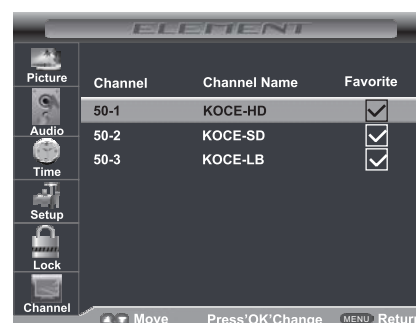 ELEMENT
Picture
Audio
Time
Setup
Lock
Channel
Channel Channel Name Favorite
50-1 KOCE-HD
50-2 KOCE-SD
50-3 KOCE-LB
Move Press'OK'Change MENU Return